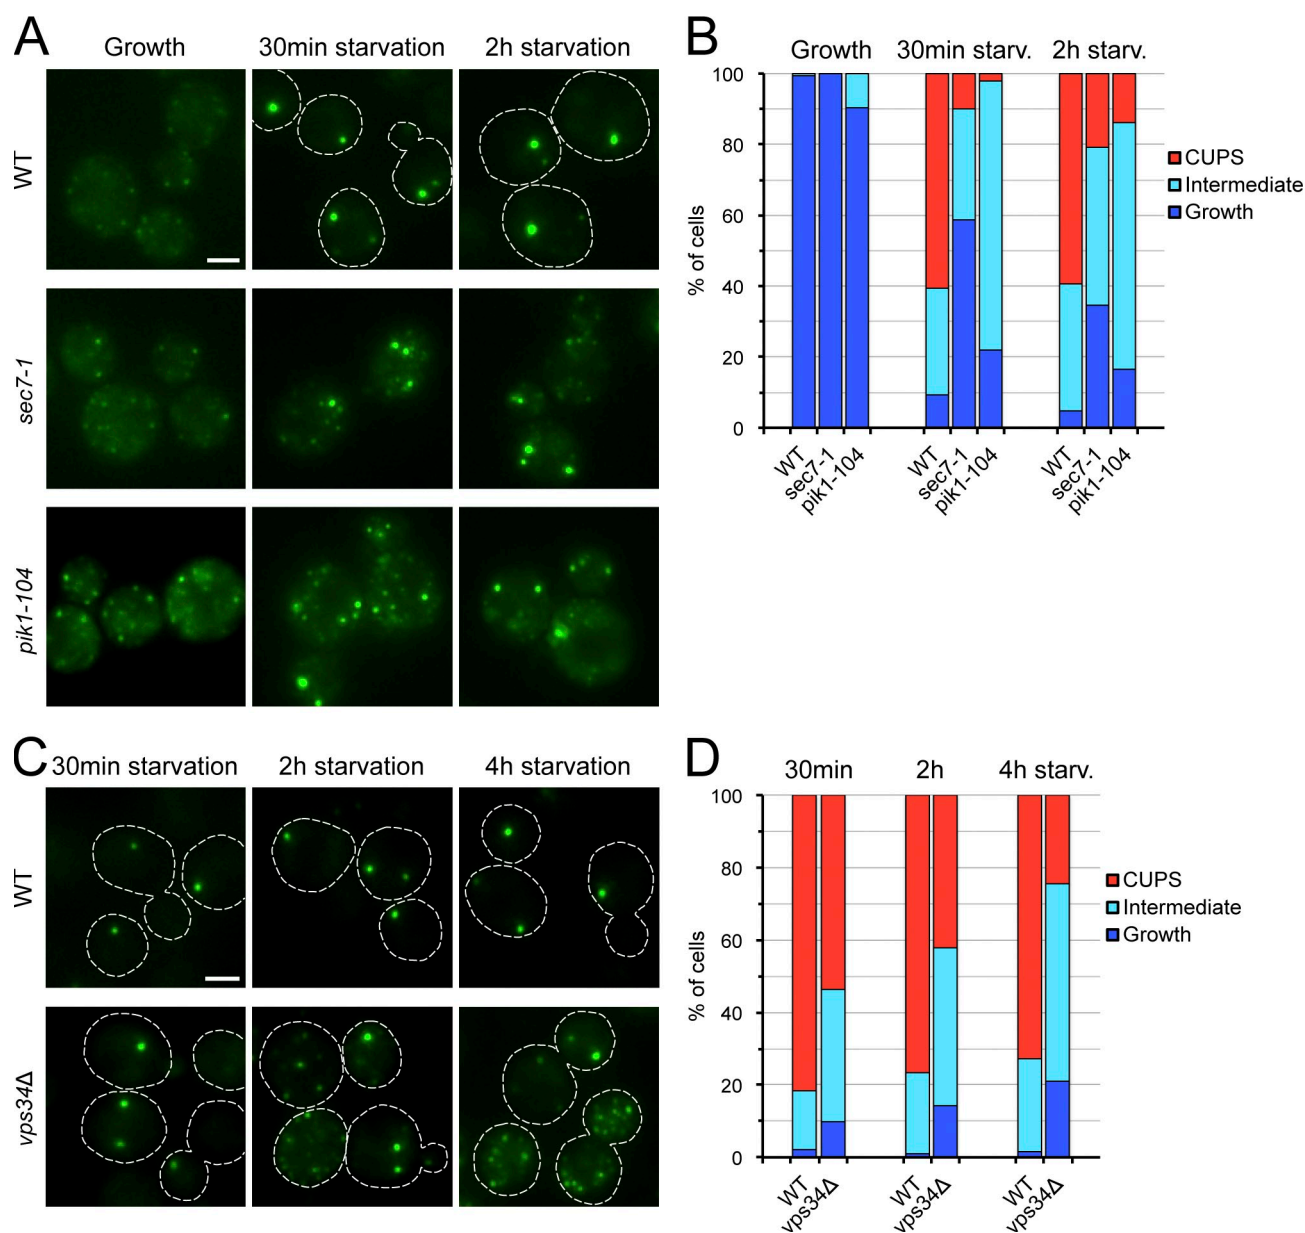 A
Growth
30min starvation
2h starvation
WT
sec7-1
pik1-104
B
Growth
30min starv.
2h starv.
% of cells
100
80
60
40
20
0
WT
sec7-1
pik1-104
WT
sec7-1
pik1-104
WT
sec7-1
pik1-104
CUPS
Intermediate
Growth
C
30min starvation
2h starvation
4h starvation
WT
vps34Δ
D
30min
2h
4h starv.
% of cells
100
80
60
40
20
0
WT
vps34Δ
WT
vps34Δ
WT
vps34Δ
CUPS
Intermediate
Growth